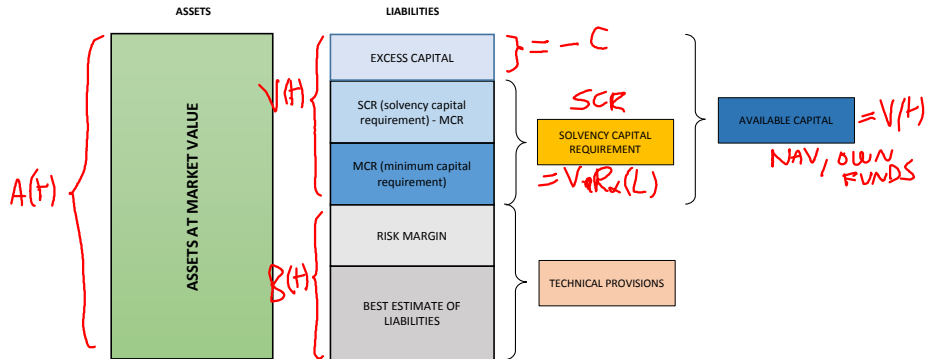 ASSETS
LIABILITIES
A(t)
ASSETS AT MARKET VALUE
V(t)
B(t)
EXCESS CAPITAL
SCR (solvency capital
requirement) - MCR
MCR (minimum capital
requirement)
RISK MARGIN
BEST ESTIMATE OF
LIABILITIES
= - C
SCR
SOLVENCY CAPITAL
REQUIREMENT
= VaRα(L)
TECHNICAL PROVISIONS
AVAILABLE CAPITAL
= V(t)
NAV, OWN
FUNDS